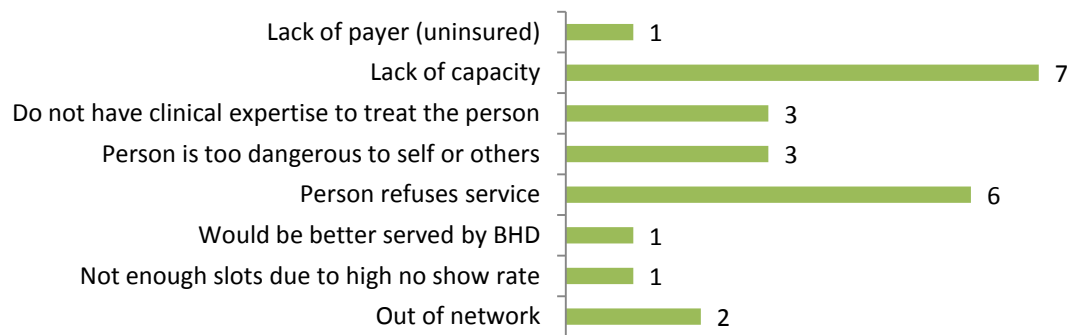 Lack of payer (uninsured) 1
Lack of capacity 7
Do not have clinical expertise to treat the person 3
Person is too dangerous to self or others 3
Person refuses service 6
Would be better served by BHD 1
Not enough slots due to high no show rate 1
Out of network 2